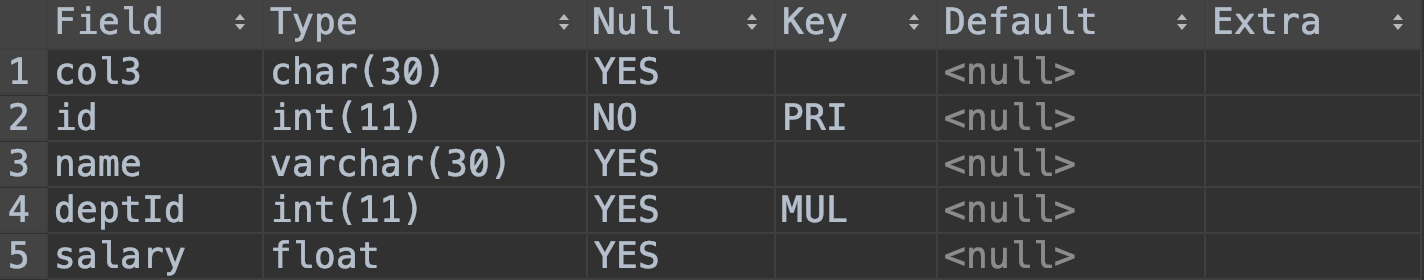 Field Type Null Key Default Extra
1 col3 char(30) YES <null>
2 id int(11) NO PRI <null>
3 name varchar(30) YES <null>
4 deptId int(11) YES MUL <null>
5 salary float YES <null>